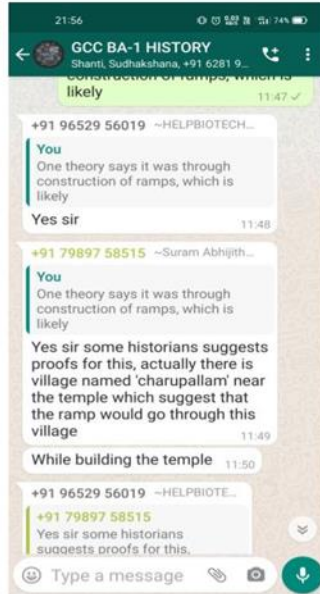 21:56
74%
GCC BA-1 HISTORY
Shanti, Sudhakshana, +91 6281 9...
construction of ramps, which is
likely
11:47
+91 96529 56019 ~HELPBIOTECH...
You
One theory says it was through
construction of ramps, which is
likely
Yes sir
11:48
+91 79897 58515 ~Suram Abhijith...
You
One theory says it was through
construction of ramps, which is
likely
Yes sir some historians suggests
proofs for this, actually there is
village named 'charupallam' near
the temple which suggest that
the ramp would go through this
village
11:49
While building the temple
11:50
+91 96529 56019 ~HELPBIOTE...
+91 79897 58515
Yes sir some historians
suggests proofs for this,
Type a message